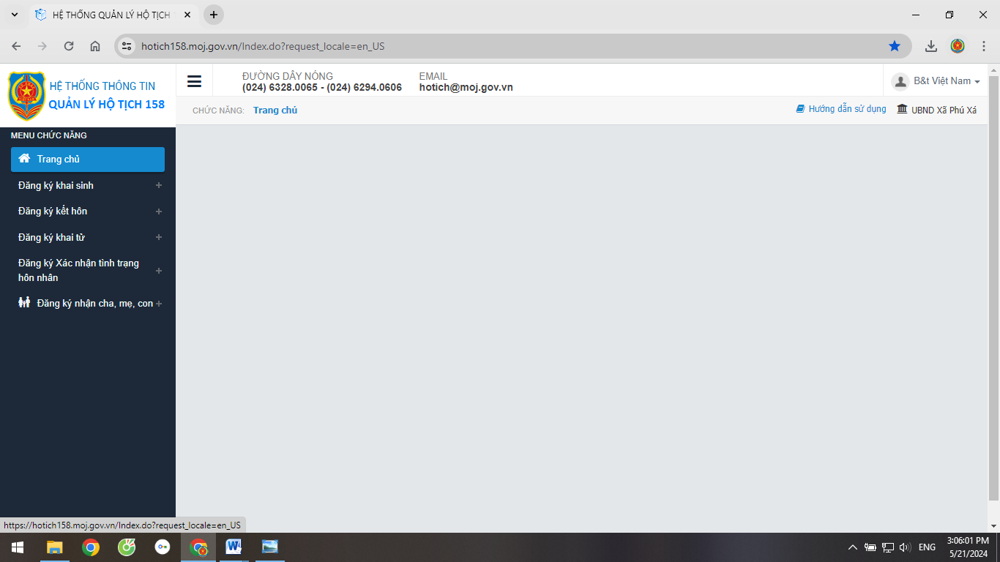 HỆ THỐNG QUẢN LÝ HỘ TỊCH
hotich158.moj.gov.vn/Index.do?request_locale=en_US
HỆ THỐNG THÔNG TIN
QUẢN LÝ HỘ TỊCH 158
ĐƯỜNG DÂY NÓNG
(024) 6328.0065 - (024) 6294.0606
EMAIL
hotich@moj.gov.vn
B&t Việt Nam
CHỨC NĂNG: Trang chủ
Hướng dẫn sử dụng
UBND Xã Phú Xá
MENU CHỨC NĂNG
Trang chủ
Đăng ký khai sinh
Đăng ký kết hôn
Đăng ký khai tử
Đăng ký Xác nhận tình trạng
hôn nhân
Đăng ký nhận cha, mẹ, con
https://hotich158.moj.gov.vn/Index.do?request_locale=en_US
ENG
3:06:01 PM
5/21/2024